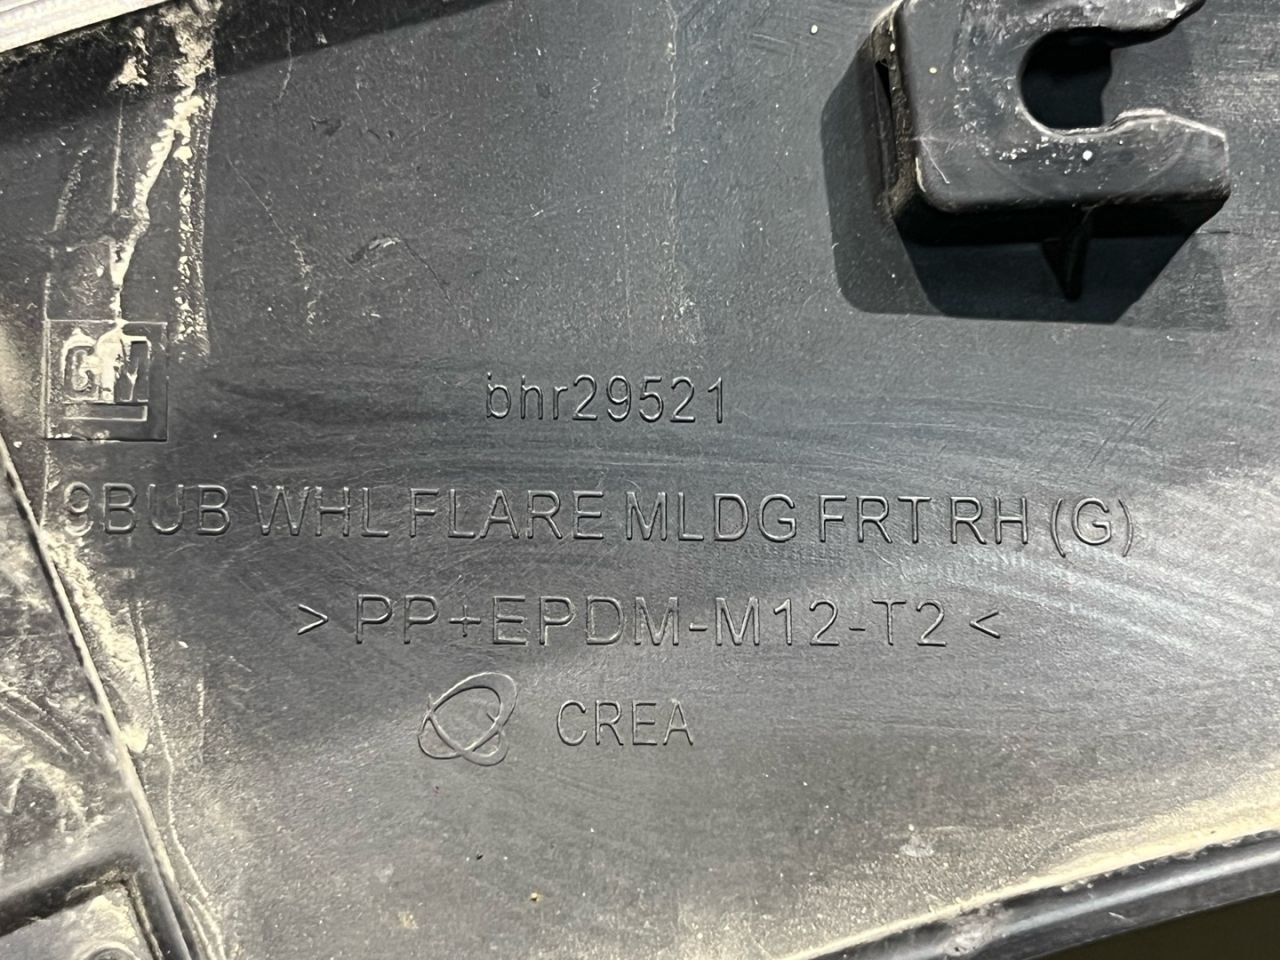 GM
bhr29521
9BUB WHL FLARE MLDG FRT RH (G)
> PP+EPDM-M12-T2 <
CREA